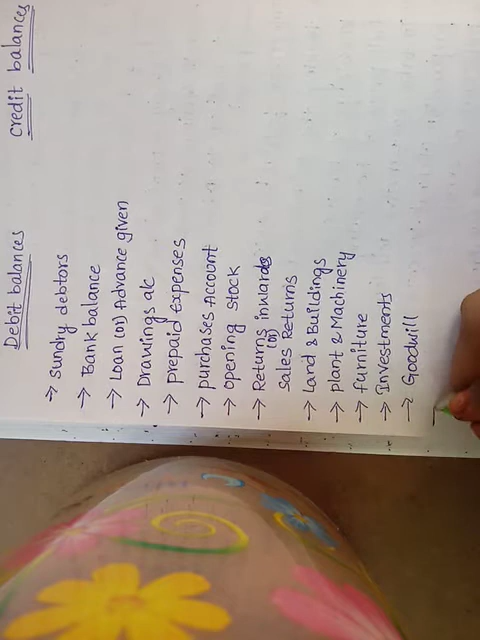 Debit balances credit balances
→ sundry debtors
→ Bank balance
→ Loan (or) Advance given
→ Drawings a/c
→ prepaid Expenses
→ purchases Account
→ opening stock
→ Returns inwards
(or)
Sales Returns
→ Land & Buildings
→ plant & Machinery
→ furniture
→ Investments
→ Goodwill